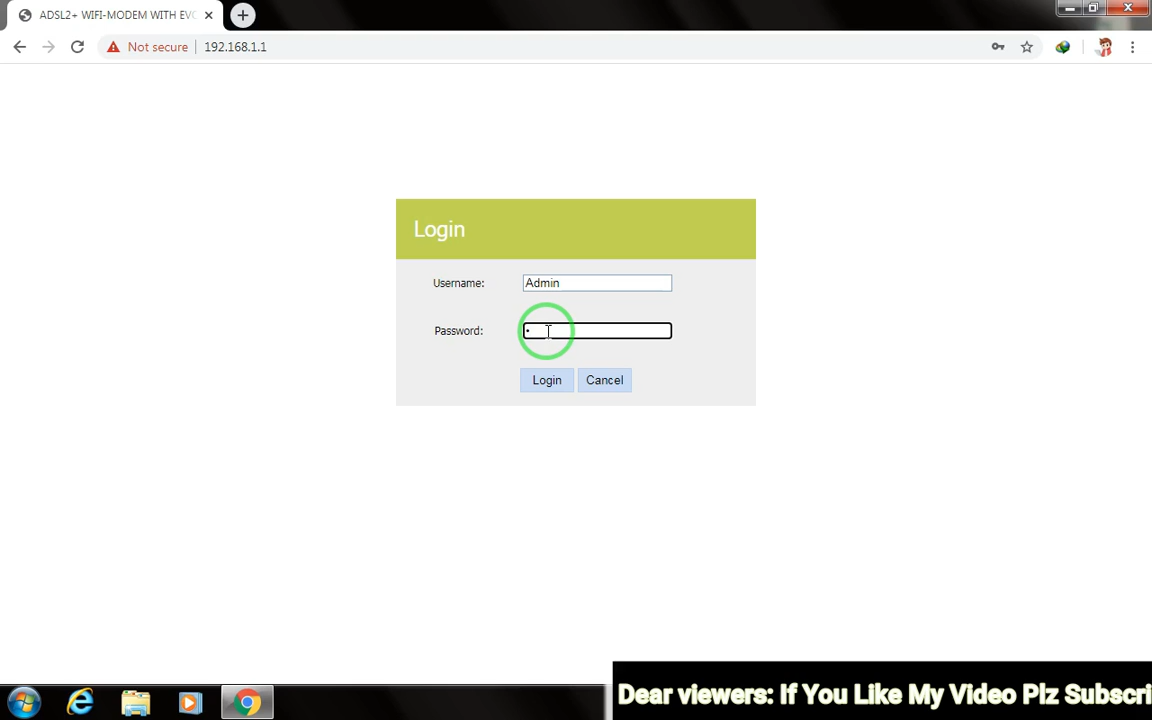 ADSL2+ WIFI-MODEM WITH EVO
Not secure
192.168.1.1
Login
Username:
Admin
Password:
Login
Cancel
Dear viewers: If You Like My Video Plz Subscri